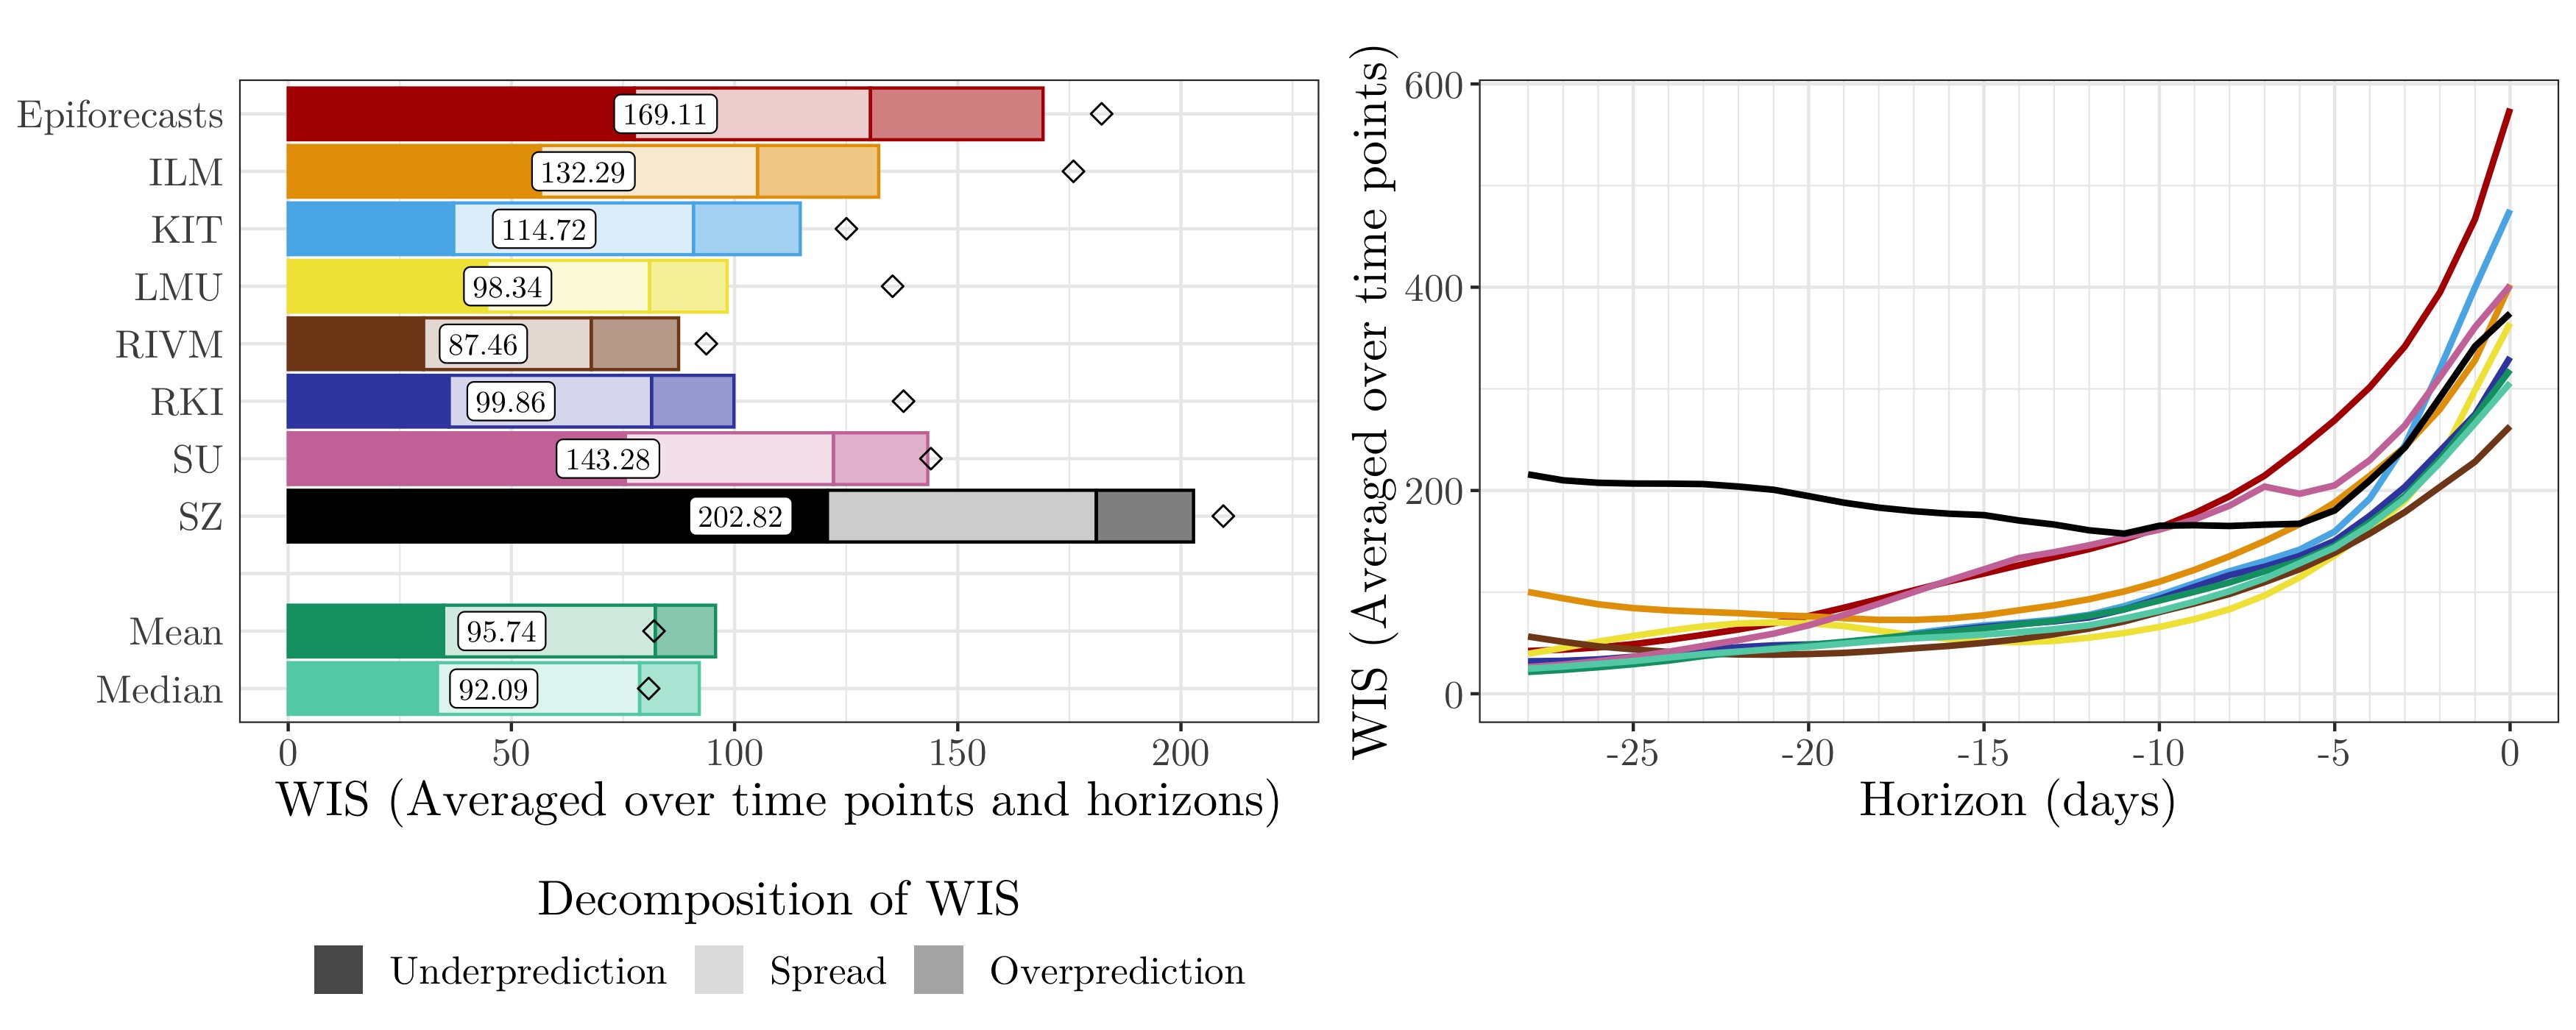 Epiforecasts
169.11
ILM
132.29
KIT
114.72
LMU
98.34
RIVM
87.46
RKI
99.86
SU
143.28
SZ
202.82
Mean
95.74
Median
92.09
0 50 100 150 200
WIS (Averaged over time points and horizons)
Decomposition of WIS
Underprediction Spread Overprediction
WIS (Averaged over time points)
600
400
200
0
-25 -20 -15 -10 -5 0
Horizon (days)